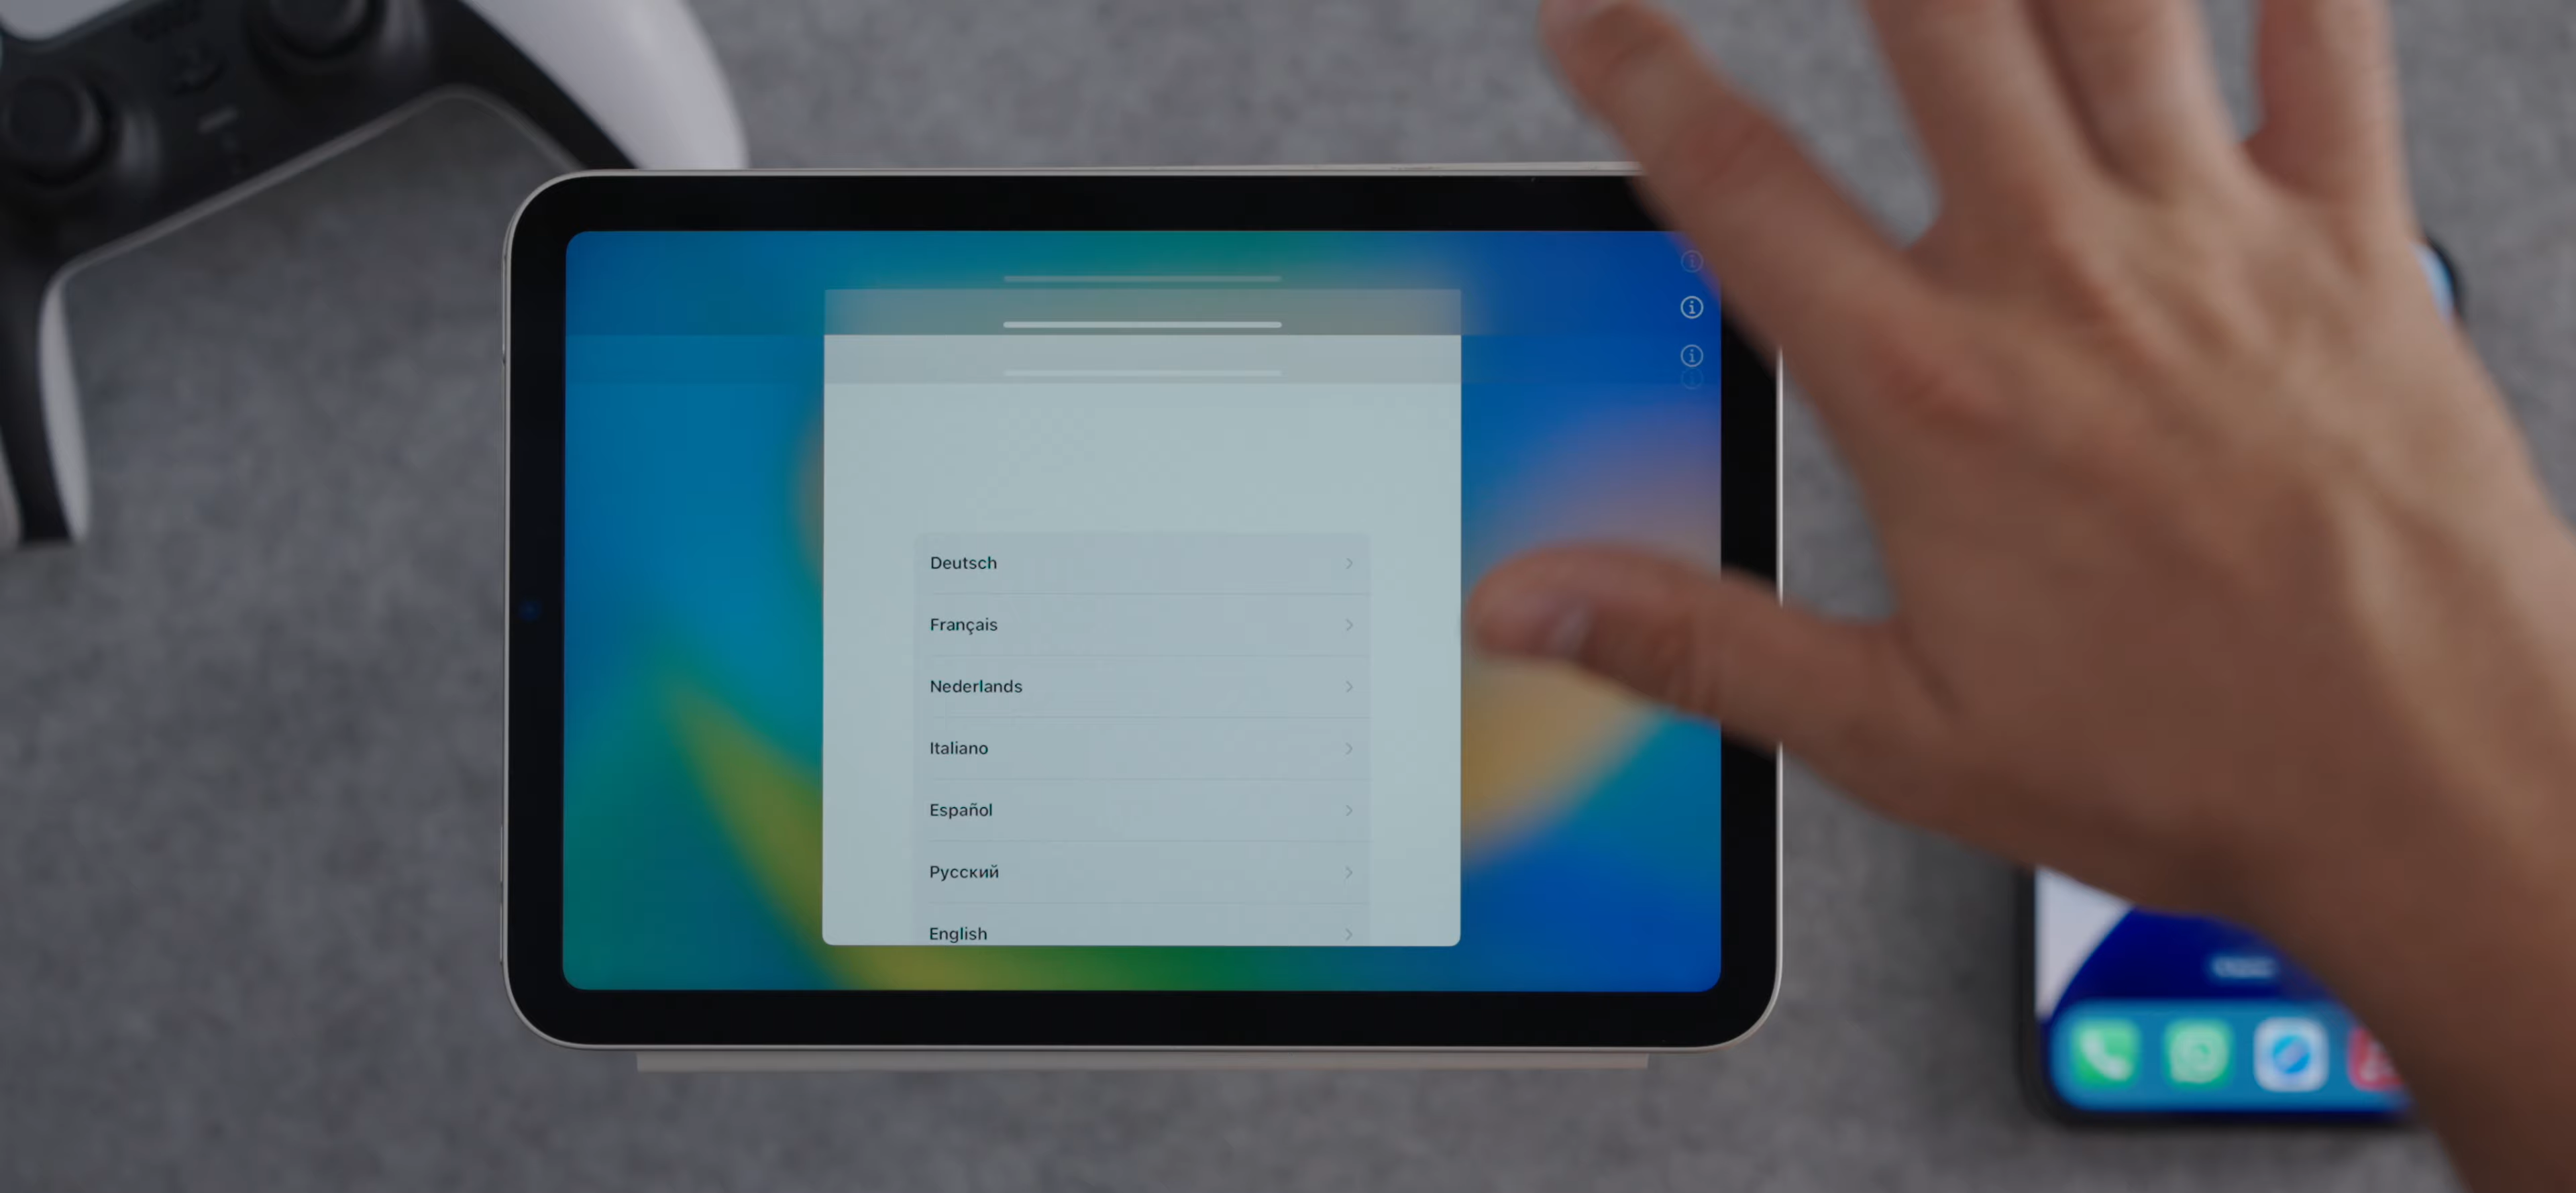 Deutsch
Français
Nederlands
Italiano
Español
Русский
English